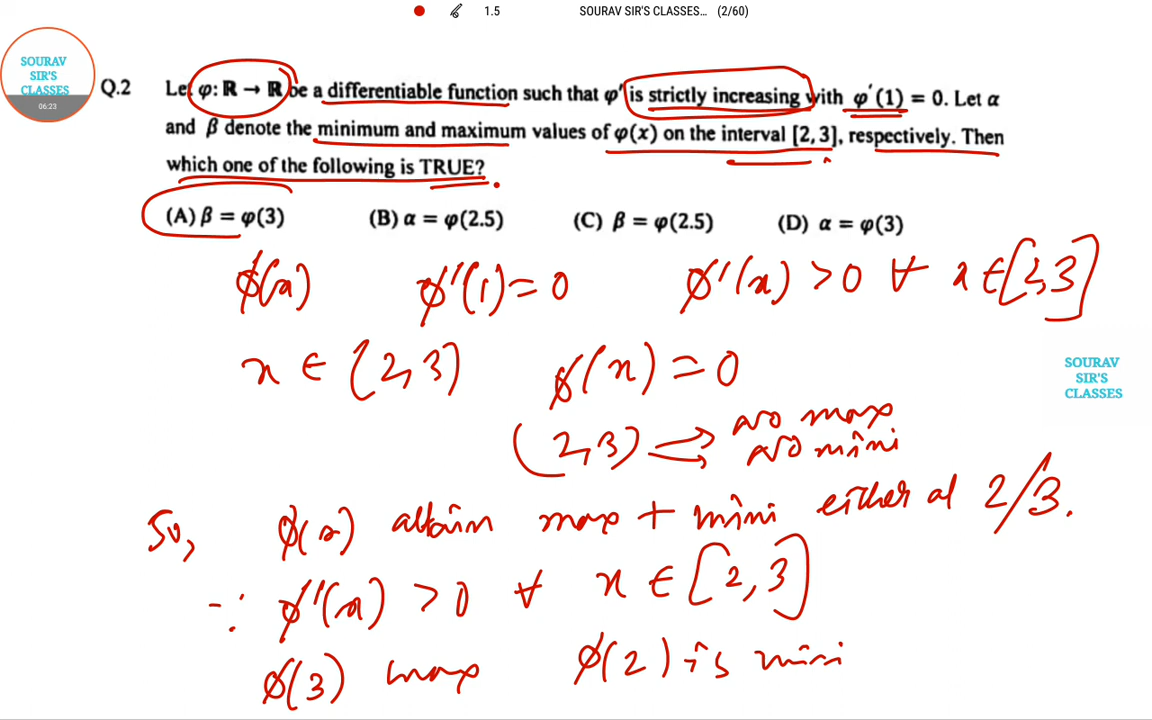 1.5 SOURAV SIR'S CLASSES... (2/60)
SOURAV
SIR'S
CLASSES
06:23
Q.2 Let φ: R → R be a differentiable function such that φ′ is strictly increasing with φ′(1) = 0. Let α
and β denote the minimum and maximum values of φ(x) on the interval [2, 3], respectively. Then
which one of the following is TRUE?
(A) β = φ(3) (B) α = φ(2.5) (C) β = φ(2.5) (D) α = φ(3)
φ(x) φ′(1) = 0 φ′(x) > 0 ∀ x ∈ [2,3]
x ∈ (2,3) φ(x) = 0
SOURAV
SIR'S
CLASSES
(2,3) → No max
→ No mini
So, φ(x) attain max + mini either at 2/3.
∵ φ′(x) > 0 ∀ x ∈ [2,3]
φ(3) max φ(2) is mini